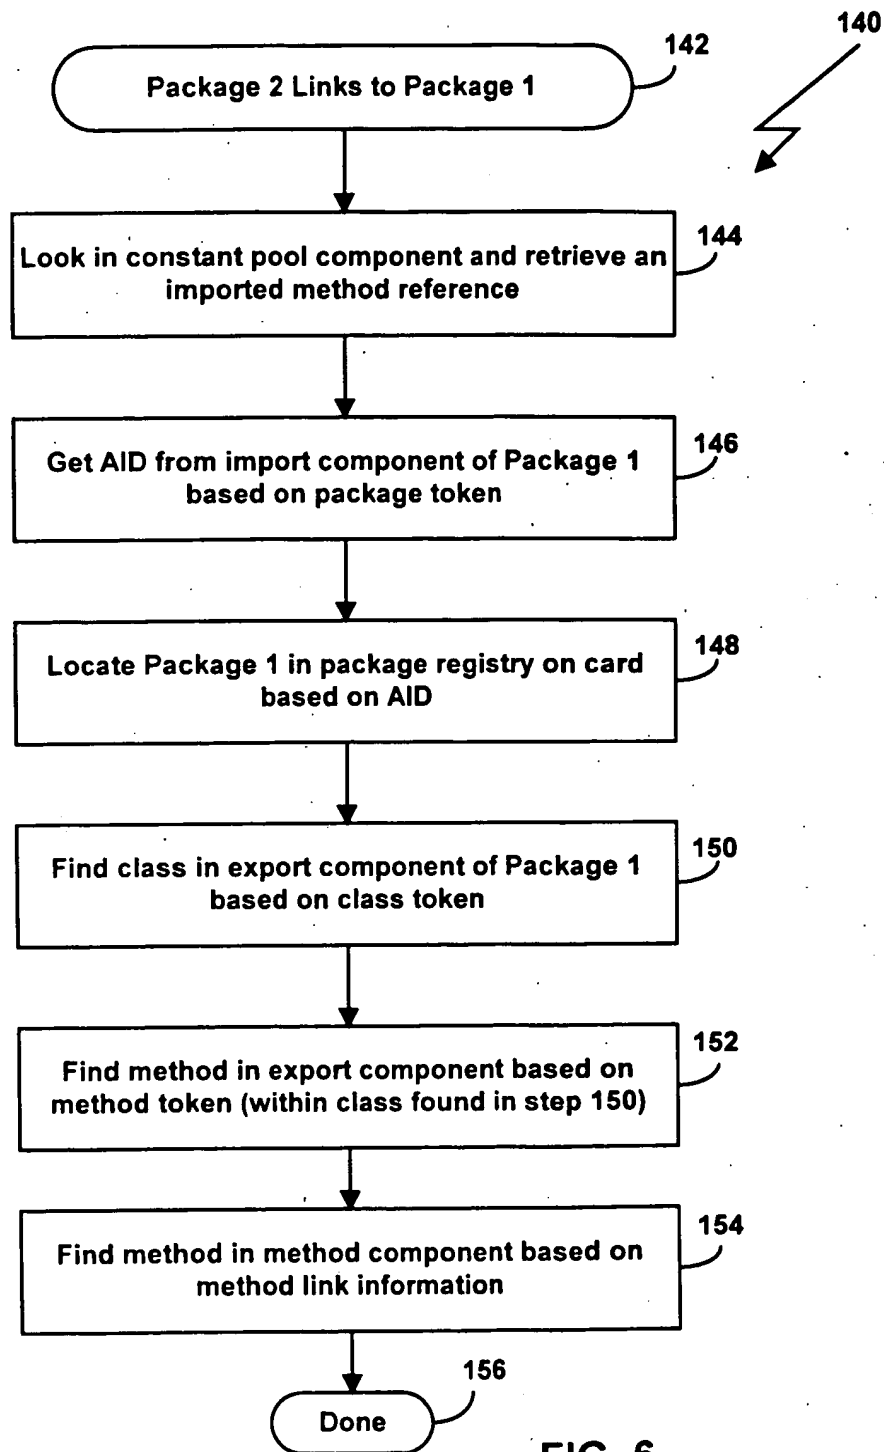 140
Package 2 Links to Package 1
142
Look in constant pool component and retrieve an
imported method reference
144
Get AID from import component of Package 1
based on package token
146
Locate Package 1 in package registry on card
based on AID
148
Find class in export component of Package 1
based on class token
150
Find method in export component based on
method token (within class found in step 150)
152
Find method in method component based on
method link information
154
Done
156
FIG. 6